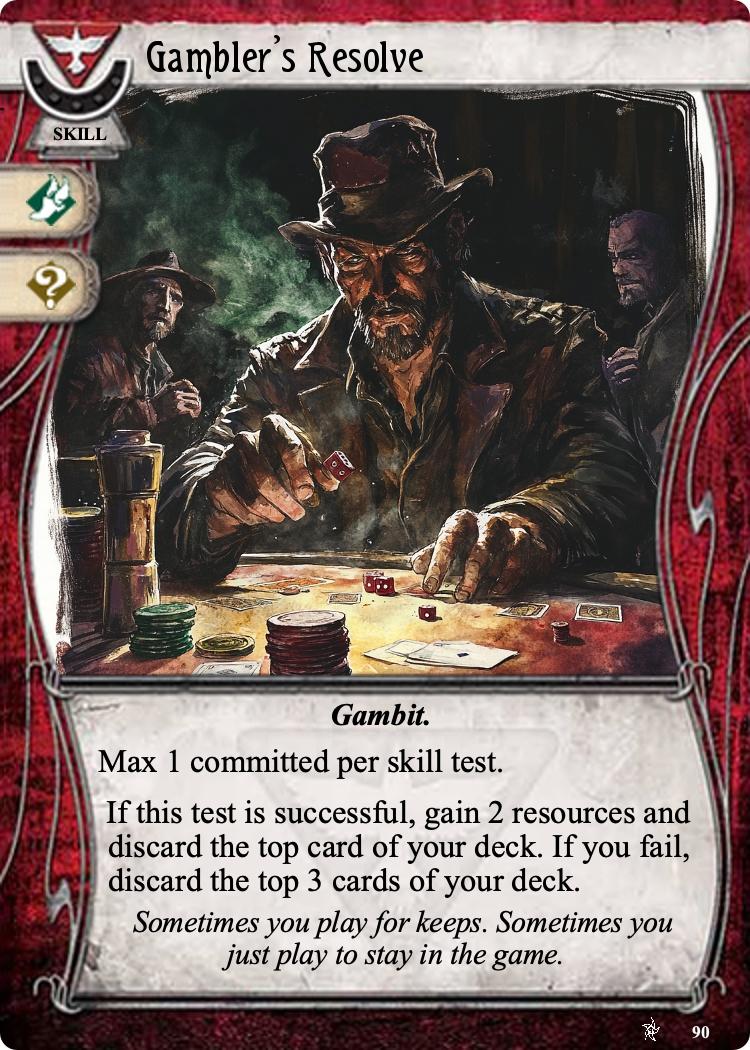 Gambler's Resolve
SKILL
?
Gambit.
Max 1 committed per skill test.
If this test is successful, gain 2 resources and
discard the top card of your deck. If you fail,
discard the top 3 cards of your deck.
Sometimes you play for keeps. Sometimes you
just play to stay in the game.
90